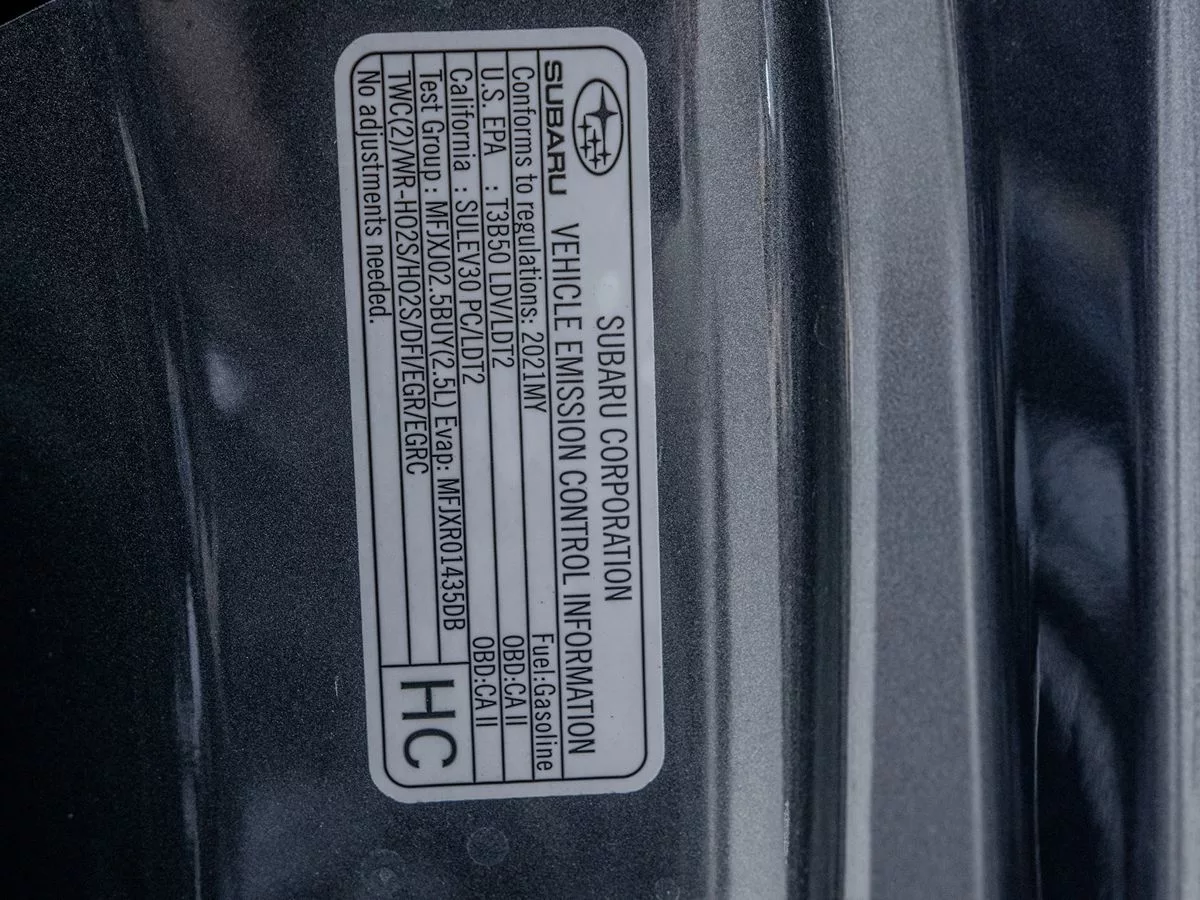 SUBARU CORPORATION
SUBARU VEHICLE EMISSION CONTROL INFORMATION
Conforms to regulations: 2021MY Fuel:Gasoline
U.S. EPA : T3B50 LDV/LDT2 OBD:CA II
California : SULEV30 PC/LDT2 OBD:CA II
Test Group : MFJXJ02.5BUY(2.5L) Evap: MFJXR01435DB
TWC(2)/WR-HO2S/HO2S/DFI/EGR/EGRC
No adjustments needed.
HC